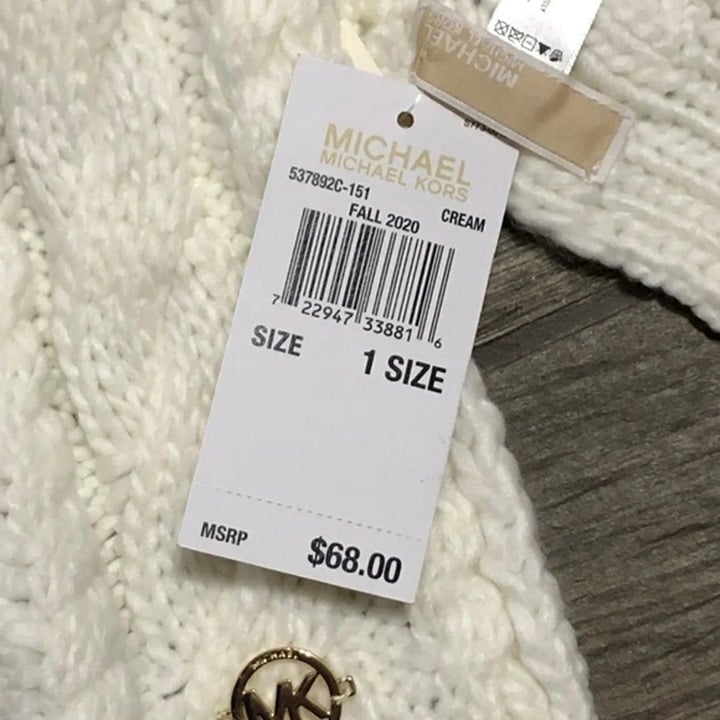 MICHAEL
MICHAEL KORS
MICHAEL
MICHAEL KORS
537892C-151
CREAM
FALL 2020
7 22947 33881 6
SIZE
1 SIZE
MSRP
$68.00
MICHAEL
MK